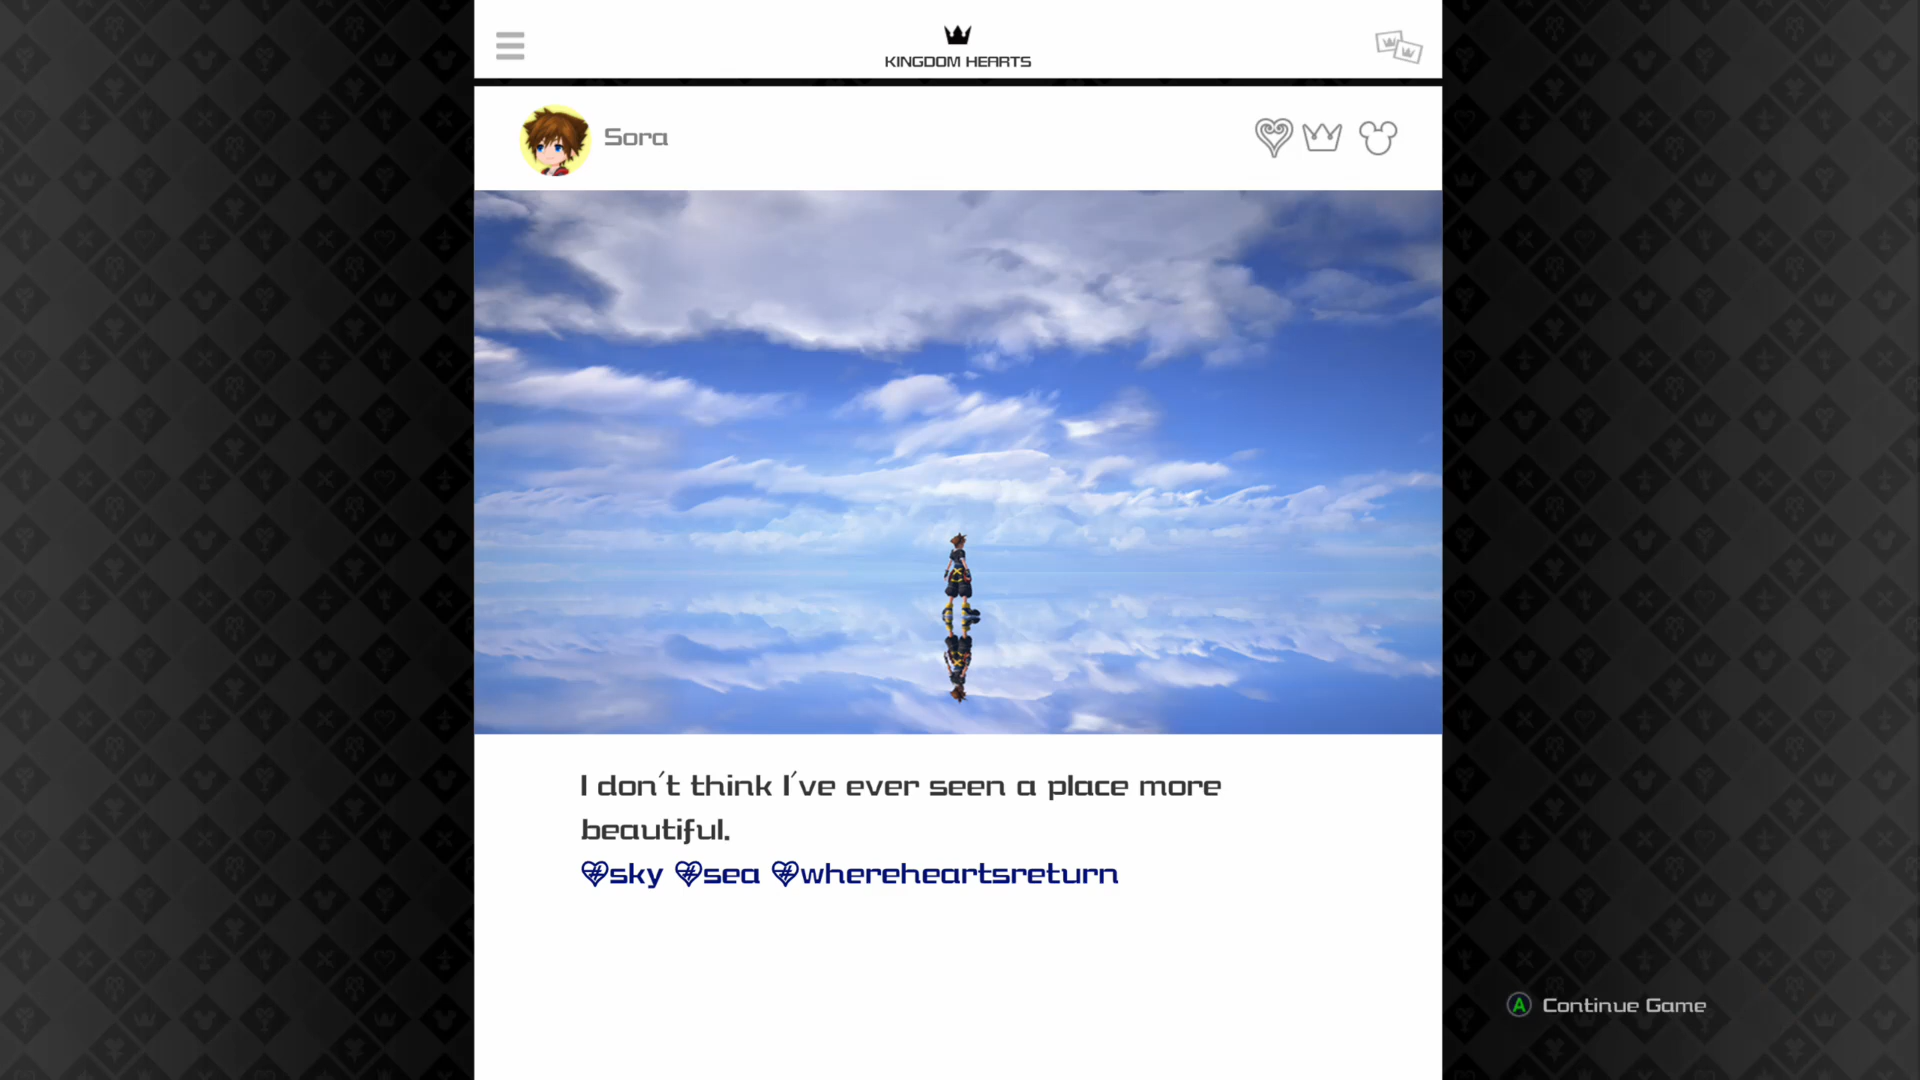 KINGDOM HEARTS
Sora
I don't think I've ever seen a place more
beautiful.
#sky #sea #whereheartsreturn
A Continue Game